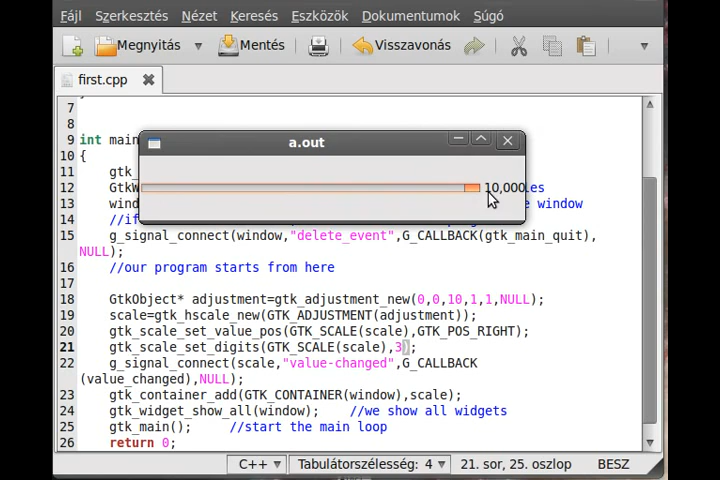 Fájl Szerkesztés Nézet Keresés Eszközök Dokumentumok Súgó
Megnyitás Mentés Visszavonás
first.cpp
a.out
10,000
7
8
9 int main
10 {
11 gtk_
12 GtkW es
13 wind e window
14 //if
15 g_signal_connect(window,"delete_event",G_CALLBACK(gtk_main_quit),
NULL);
16 //our program starts from here
17
18 GtkObject* adjustment=gtk_adjustment_new(0,0,10,1,1,NULL);
19 scale=gtk_hscale_new(GTK_ADJUSTMENT(adjustment));
20 gtk_scale_set_value_pos(GTK_SCALE(scale),GTK_POS_RIGHT);
21 gtk_scale_set_digits(GTK_SCALE(scale),3);
22 g_signal_connect(scale,"value-changed",G_CALLBACK
(value_changed),NULL);
23 gtk_container_add(GTK_CONTAINER(window),scale);
24 gtk_widget_show_all(window); //we show all widgets
25 gtk_main(); //start the main loop
26 return 0;
C++ Tabulátorszélesség: 4 21. sor, 25. oszlop BESZ